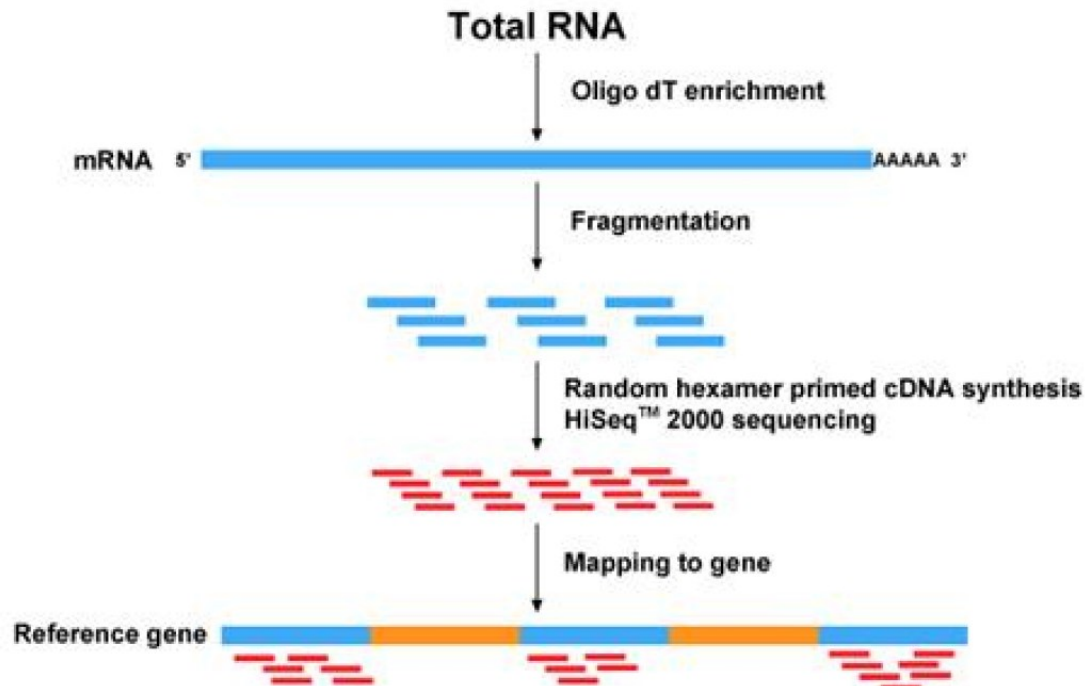 Total RNA
Oligo dT enrichment
mRNA 5' AAAAA 3'
Fragmentation
Random hexamer primed cDNA synthesis
HiSeq™ 2000 sequencing
Mapping to gene
Reference gene